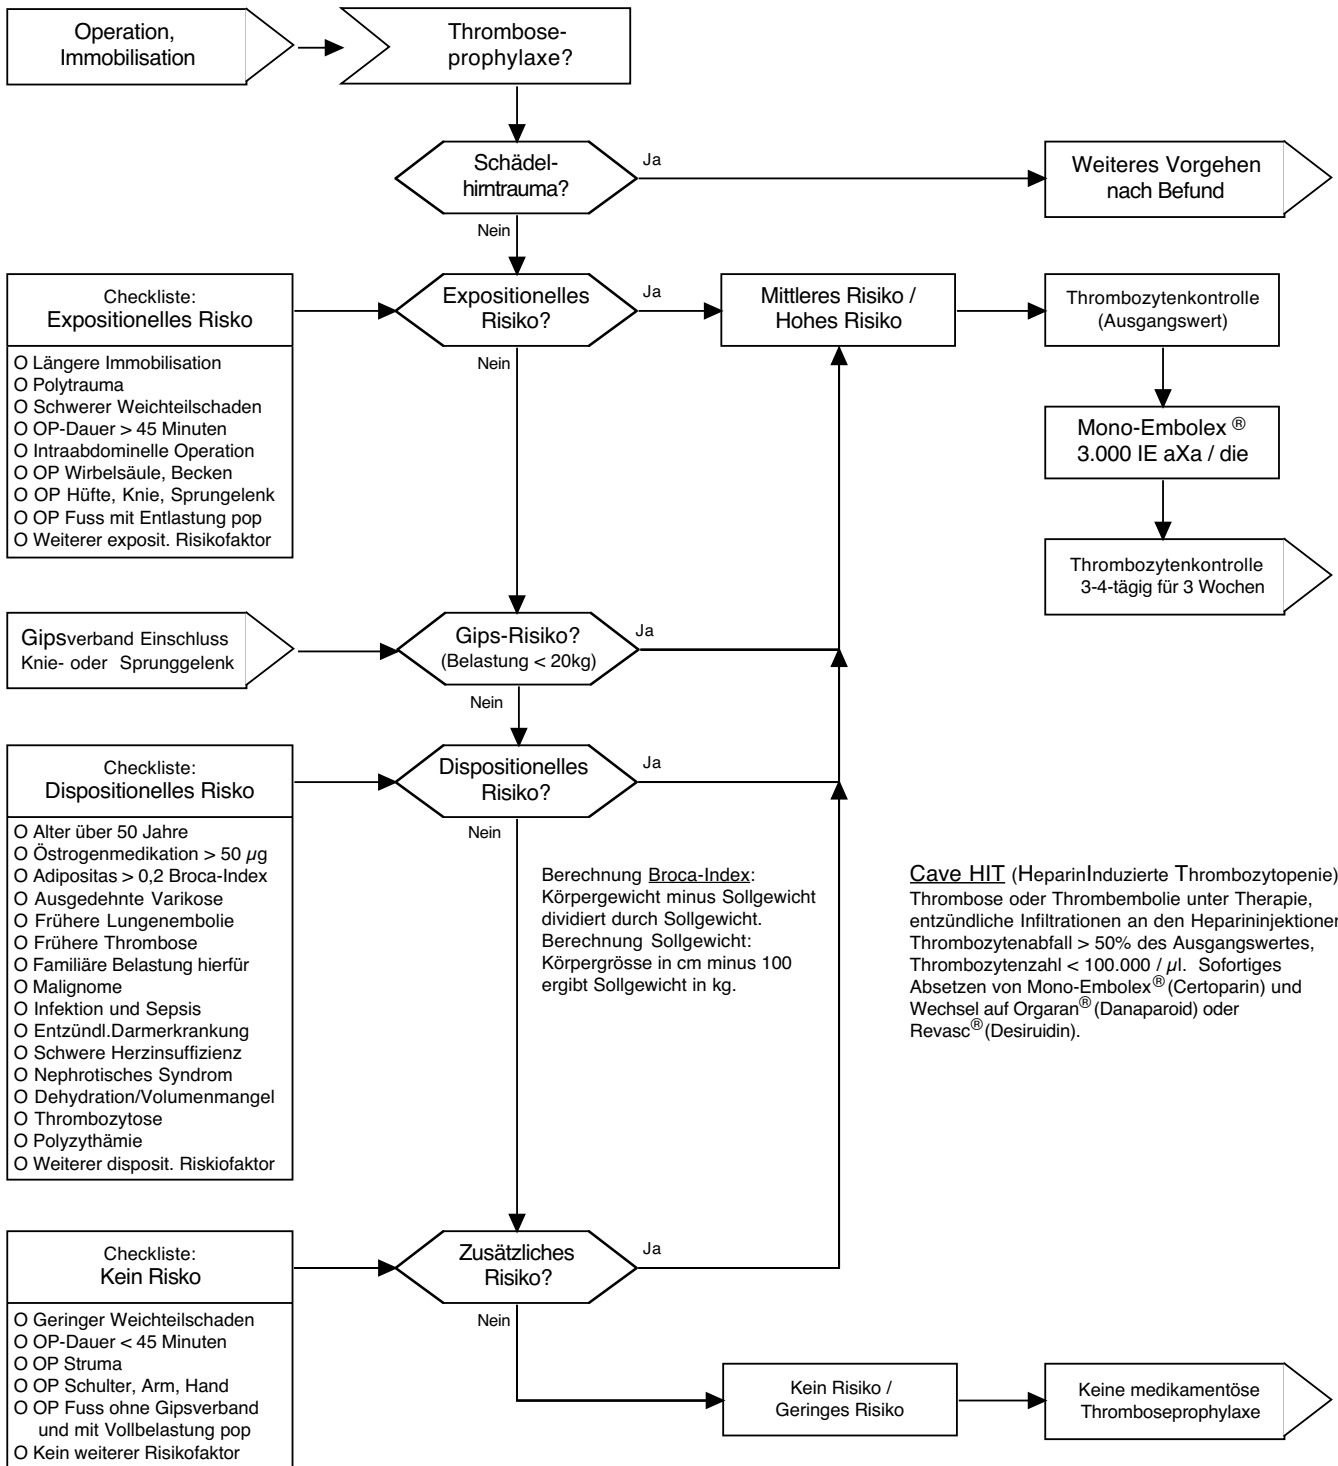 Operation,
Immobilisation
Thrombose-
prophylaxe?
Schädel-
hirntrauma?
Ja
Weiteres Vorgehen
nach Befund
Nein
Checkliste:
Expositionelles Risko
O Längere Immobilisation
O Polytrauma
O Schwerer Weichteilschaden
O OP-Dauer > 45 Minuten
O Intraabdominelle Operation
O OP Wirbelsäule, Becken
O OP Hüfte, Knie, Sprungelenk
O OP Fuss mit Entlastung pop
O Weiterer exposit. Risikofaktor
Expositionelles
Risiko?
Ja
Nein
Mittleres Risiko /
Hohes Risiko
Thrombozytenkontrolle
(Ausgangswert)
Mono-Embolex ®
3.000 IE aXa / die
Thrombozytenkontrolle
3-4-tägig für 3 Wochen
Gipsverband Einschluss
Knie- oder Sprunggelenk
Gips-Risiko?
(Belastung < 20kg)
Ja
Nein
Checkliste:
Dispositionelles Risko
O Alter über 50 Jahre
O Östrogenmedikation > 50 µg
O Adipositas > 0,2 Broca-Index
O Ausgedehnte Varikose
O Frühere Lungenembolie
O Frühere Thrombose
O Familiäre Belastung hierfür
O Malignome
O Infektion und Sepsis
O Entzündl.Darmerkrankung
O Schwere Herzinsuffizienz
O Nephrotisches Syndrom
O Dehydration/Volumenmangel
O Thrombozytose
O Polyzythämie
O Weiterer disposit. Riskiofaktor
Dispositionelles
Risiko?
Ja
Nein
Berechnung Broca-Index:
Körpergewicht minus Sollgewicht
dividiert durch Sollgewicht.
Berechnung Sollgewicht:
Körpergrösse in cm minus 100
ergibt Sollgewicht in kg.
Cave HIT (HeparinInduzierte Thrombozytopenie)
Thrombose oder Thrombembolie unter Therapie,
entzündliche Infiltrationen an den Heparininjektionen
Thrombozytenabfall > 50% des Ausgangswertes,
Thrombozytenzahl < 100.000 / µl. Sofortiges
Absetzen von Mono-Embolex® (Certoparin) und
Wechsel auf Orgaran® (Danaparoid) oder
Revasc® (Desiruidin).
Checkliste:
Kein Risko
O Geringer Weichteilschaden
O OP-Dauer < 45 Minuten
O OP Struma
O OP Schulter, Arm, Hand
O OP Fuss ohne Gipsverband
und mit Vollbelastung pop
O Kein weiterer Risikofaktor
Zusätzliches
Risiko?
Ja
Nein
Kein Risiko /
Geringes Risiko
Keine medikamentöse
Thromboseprophylaxe